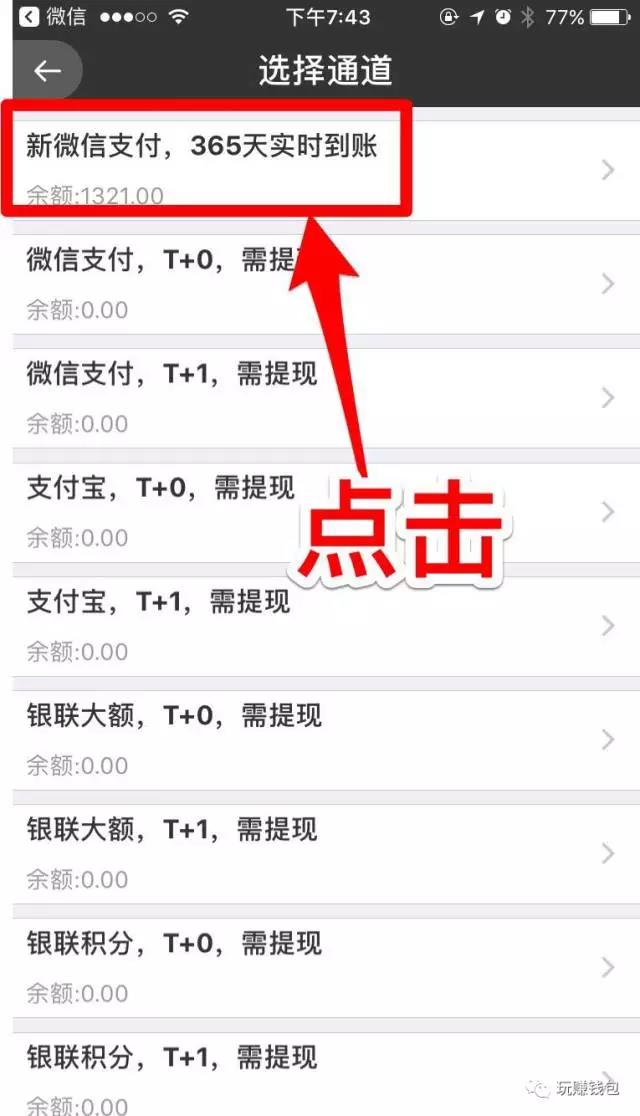 微信 下午7:43 77%
选择通道
新微信支付，365天实时到账
余额:1321.00
微信支付，T+0，需提
余额:0.00
微信支付，T+1，需提现
余额:0.00
支付宝，T+0，需提现
余额:0.00
点击
支付宝，T+1，需提现
余额:0.00
银联大额，T+0，需提现
余额:0.00
银联大额，T+1，需提现
余额:0.00
银联积分，T+0，需提现
余额:0.00
银联积分，T+1，需提现
余额:0.00
玩赚钱包